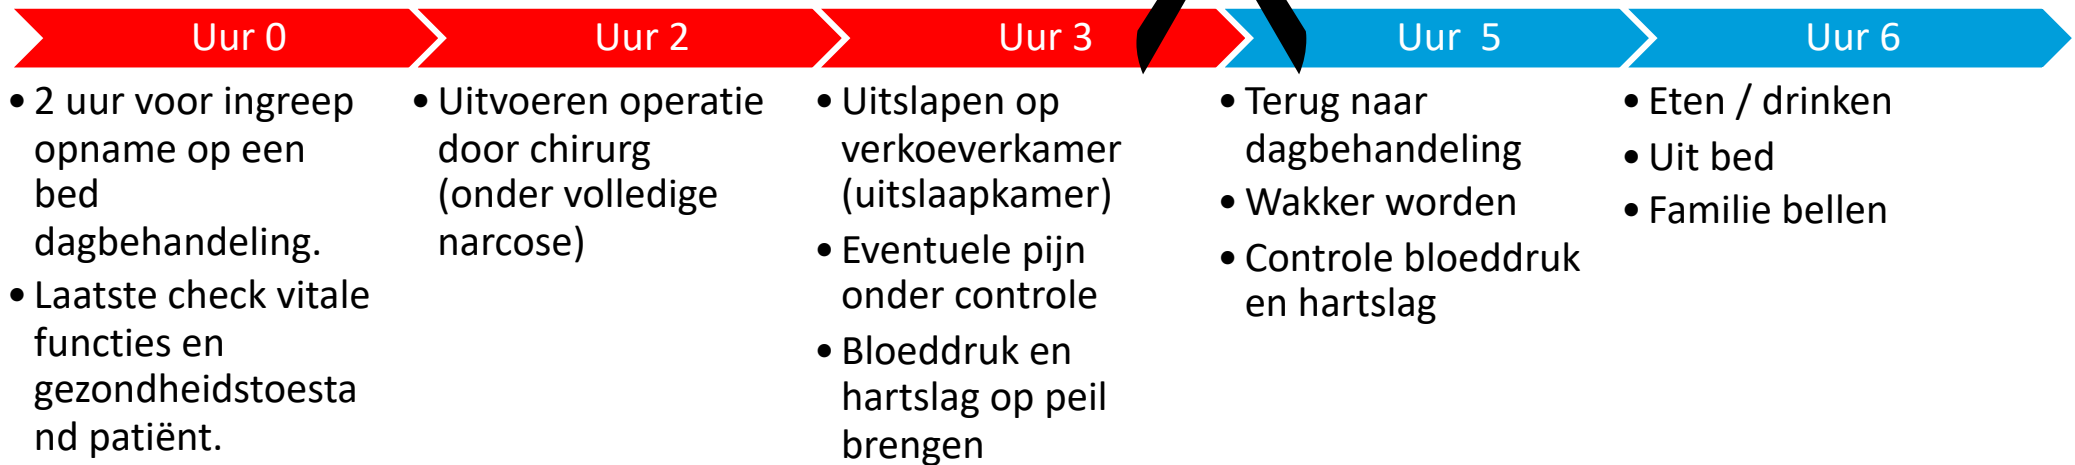 Uur 0
Uur 2
Uur 3
Uur 5
Uur 6
• 2 uur voor ingreep
opname op een
bed
dagbehandeling.
• Laatste check vitale
functies en
gezondheidstoesta
nd patiënt.
• Uitvoeren operatie
door chirurg
(onder volledige
narcose)
• Uitslapen op
verkoeverkamer
(uitslaapkamer)
• Eventuele pijn
onder controle
• Bloeddruk en
hartslag op peil
brengen
• Terug naar
dagbehandeling
• Wakker worden
• Controle bloeddruk
en hartslag
• Eten / drinken
• Uit bed
• Familie bellen